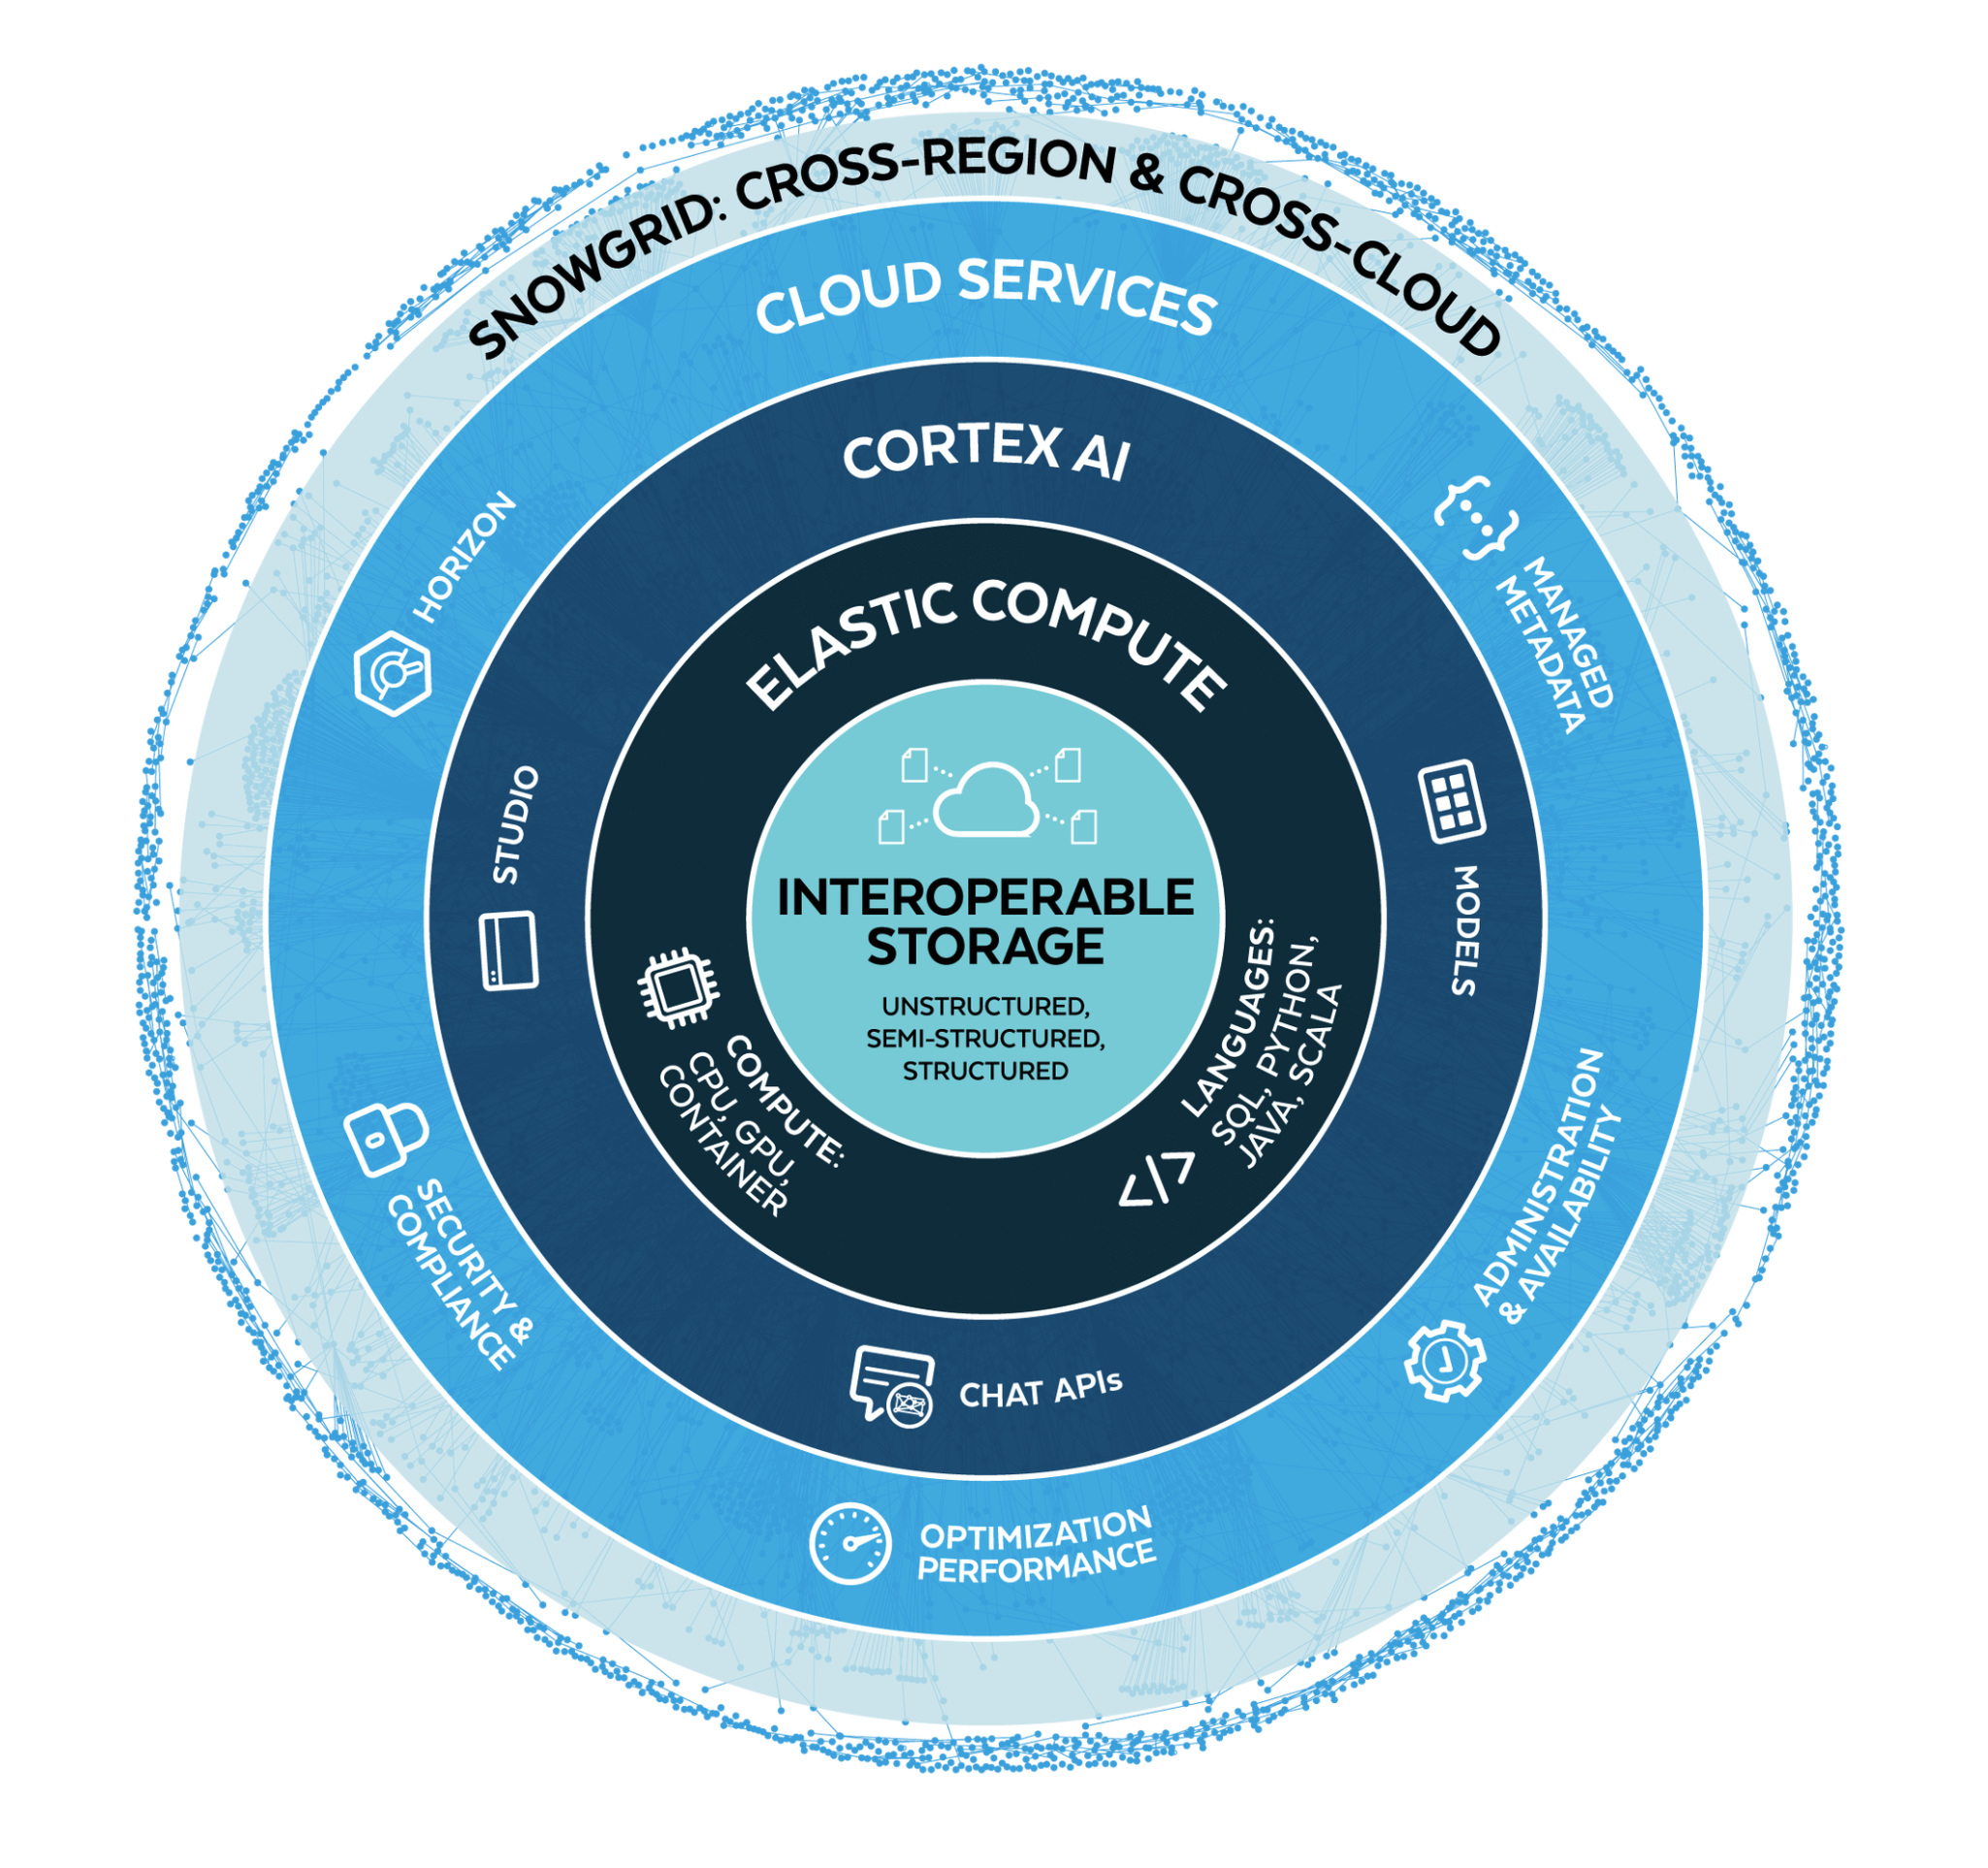 SNOWGRID: CROSS-REGION & CROSS-CLOUD
CLOUD SERVICES
HORIZON
MANAGED
METADATA
SECURITY &
COMPLIANCE
ADMINISTRATION
& AVAILABILITY
OPTIMIZATION
PERFORMANCE
CORTEX AI
STUDIO
MODELS
CHAT APIs
ELASTIC COMPUTE
COMPUTE:
CPU, GPU,
CONTAINER
LANGUAGES:
SQL, PYTHON,
JAVA, SCALA
</>
INTEROPERABLE
STORAGE
UNSTRUCTURED,
SEMI-STRUCTURED,
STRUCTURED